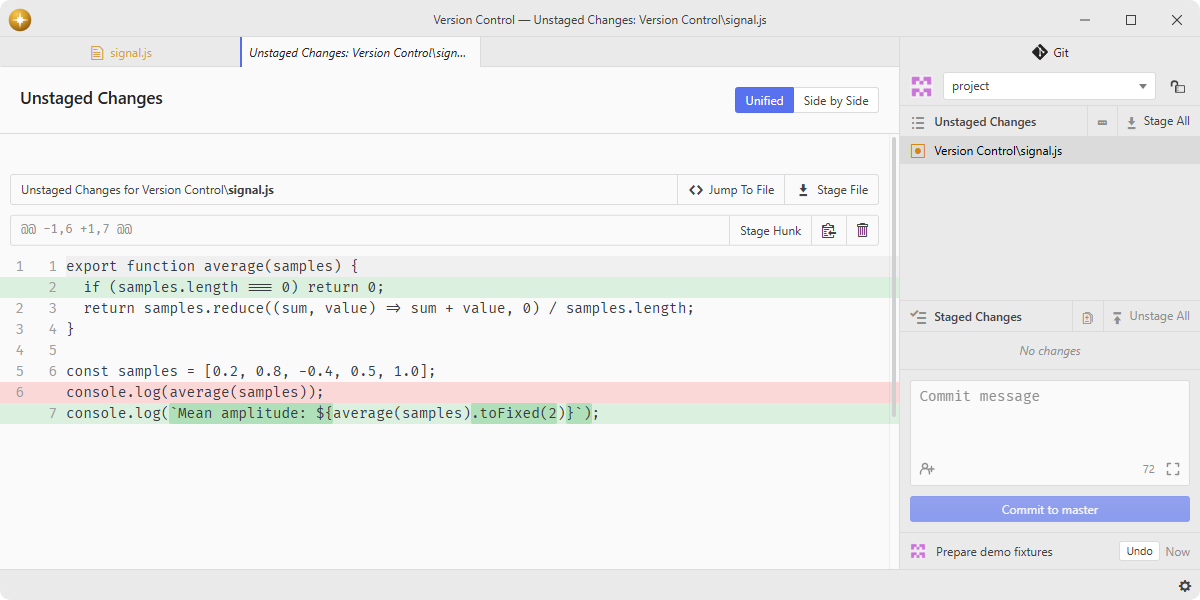 Version Control — Unstaged Changes: Version Control\signal.js
signal.js
Unstaged Changes: Version Control\sign...
Git
Unstaged Changes
Unified
Side by Side
project
Unstaged Changes
Stage All
Version Control\signal.js
Unstaged Changes for Version Control\signal.js
Jump To File
Stage File
@@ -1,6 +1,7 @@
Stage Hunk
1 1 export function average(samples) {
2 if (samples.length === 0) return 0;
2 3 return samples.reduce((sum, value) => sum + value, 0) / samples.length;
3 4 }
4 5
5 6 const samples = [0.2, 0.8, -0.4, 0.5, 1.0];
6 console.log(average(samples));
7 console.log(`Mean amplitude: ${average(samples).toFixed(2)}`);
Staged Changes
Unstage All
No changes
Commit message
72
Commit to master
Prepare demo fixtures
Undo
Now